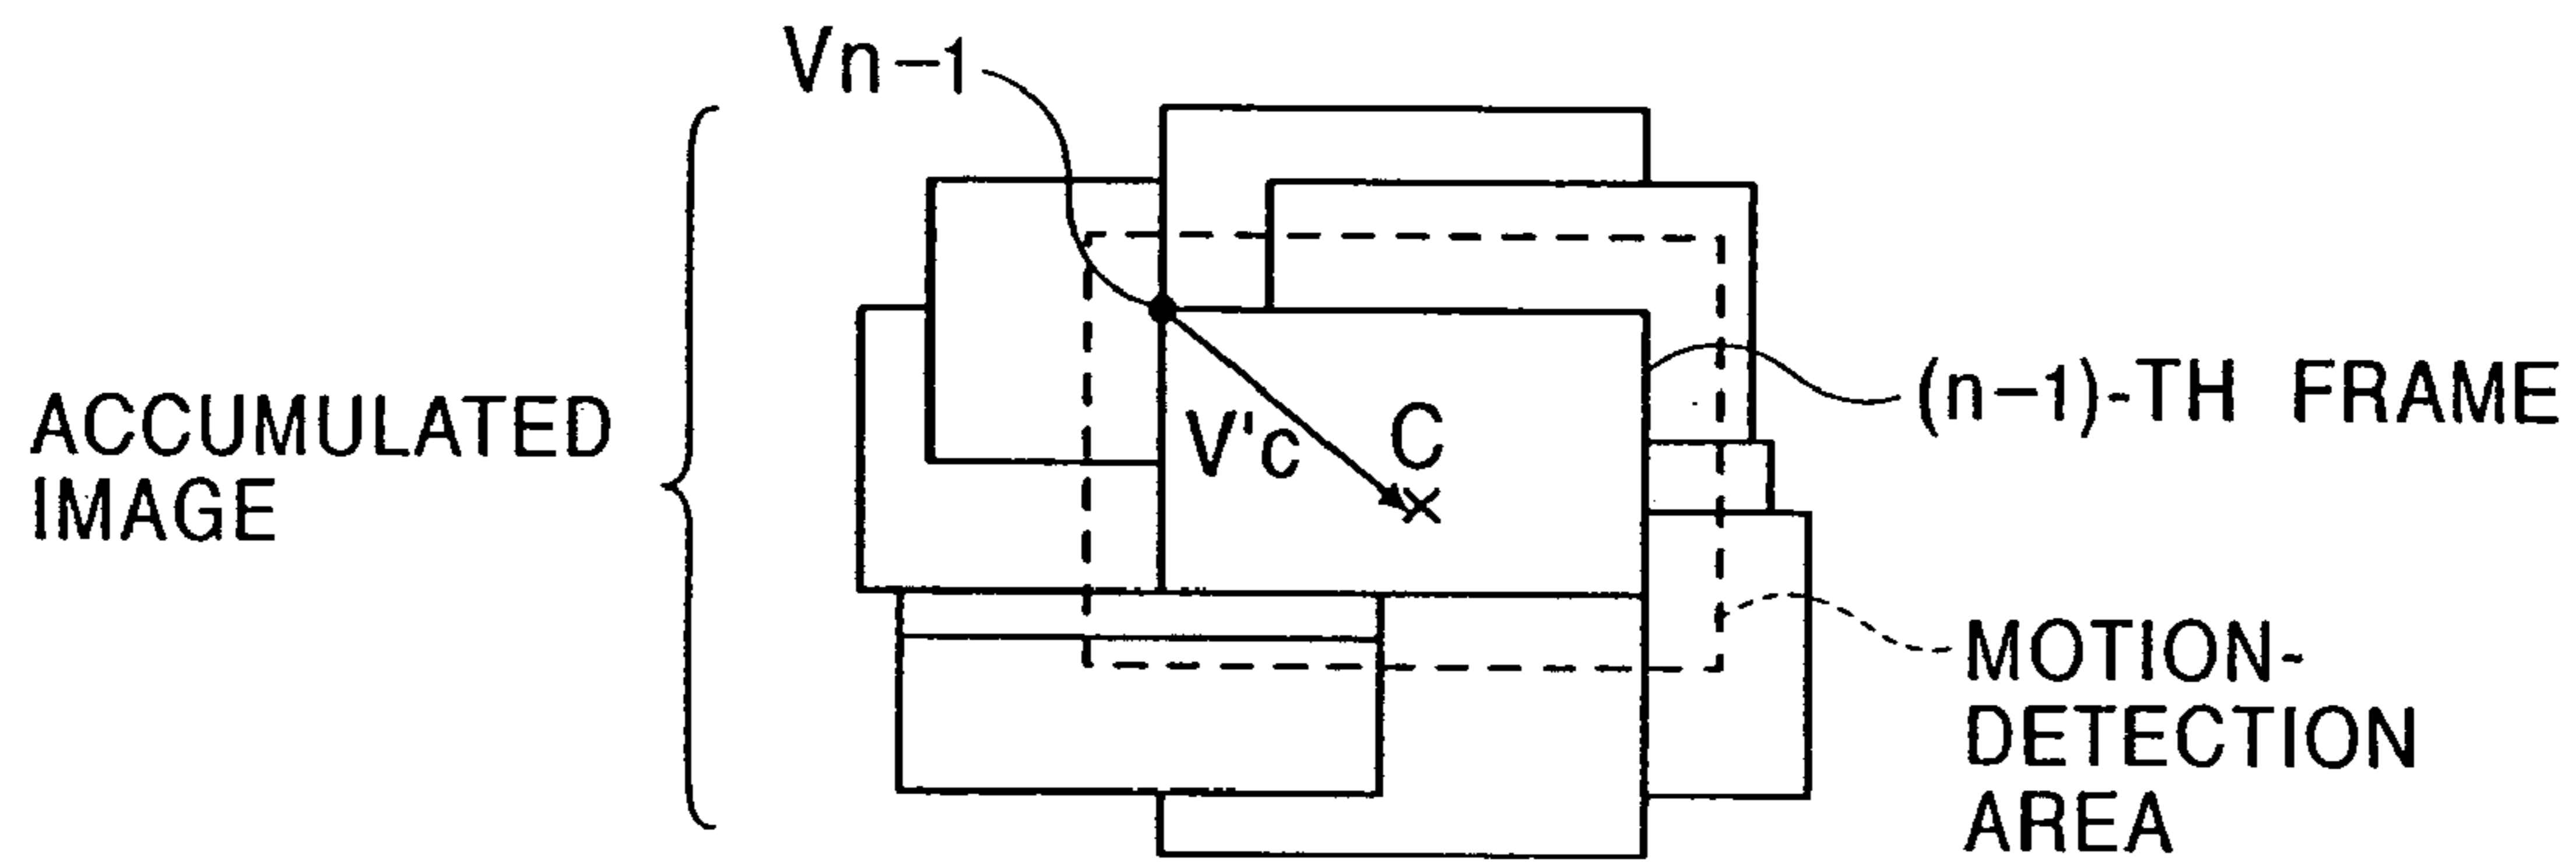 Vn-1
ACCUMULATED
IMAGE
V'c
C
(n-1)-TH FRAME
MOTION-
DETECTION
AREA